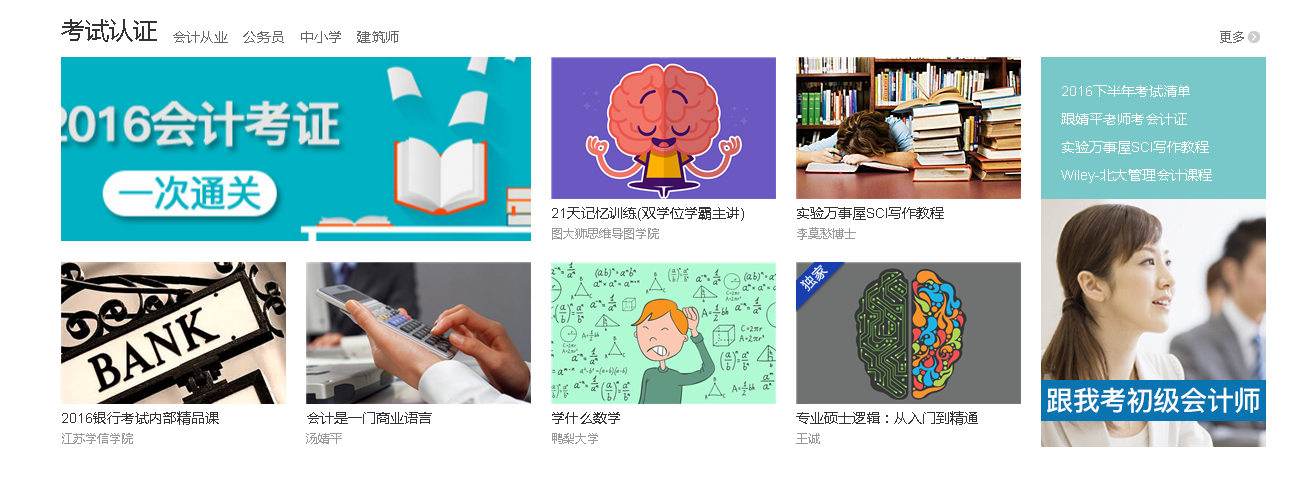 考试认证
会计从业 公务员 中小学 建筑师
更多
2016会计考证
一次通关
21天记忆训练(双学位学霸主讲)
图大狮思维导图学院
实验万事屋SCI写作教程
李莫愁博士
2016下半年考试清单
跟婧平老师考会计证
实验万事屋SCI写作教程
Wiley-北大管理会计课程
BANK
2016银行考试内部精品课
江苏学信学院
会计是一门商业语言
汤婧平
学什么数学
鸭梨大学
独家
专业硕士逻辑：从入门到精通
王诚
跟我考初级会计师